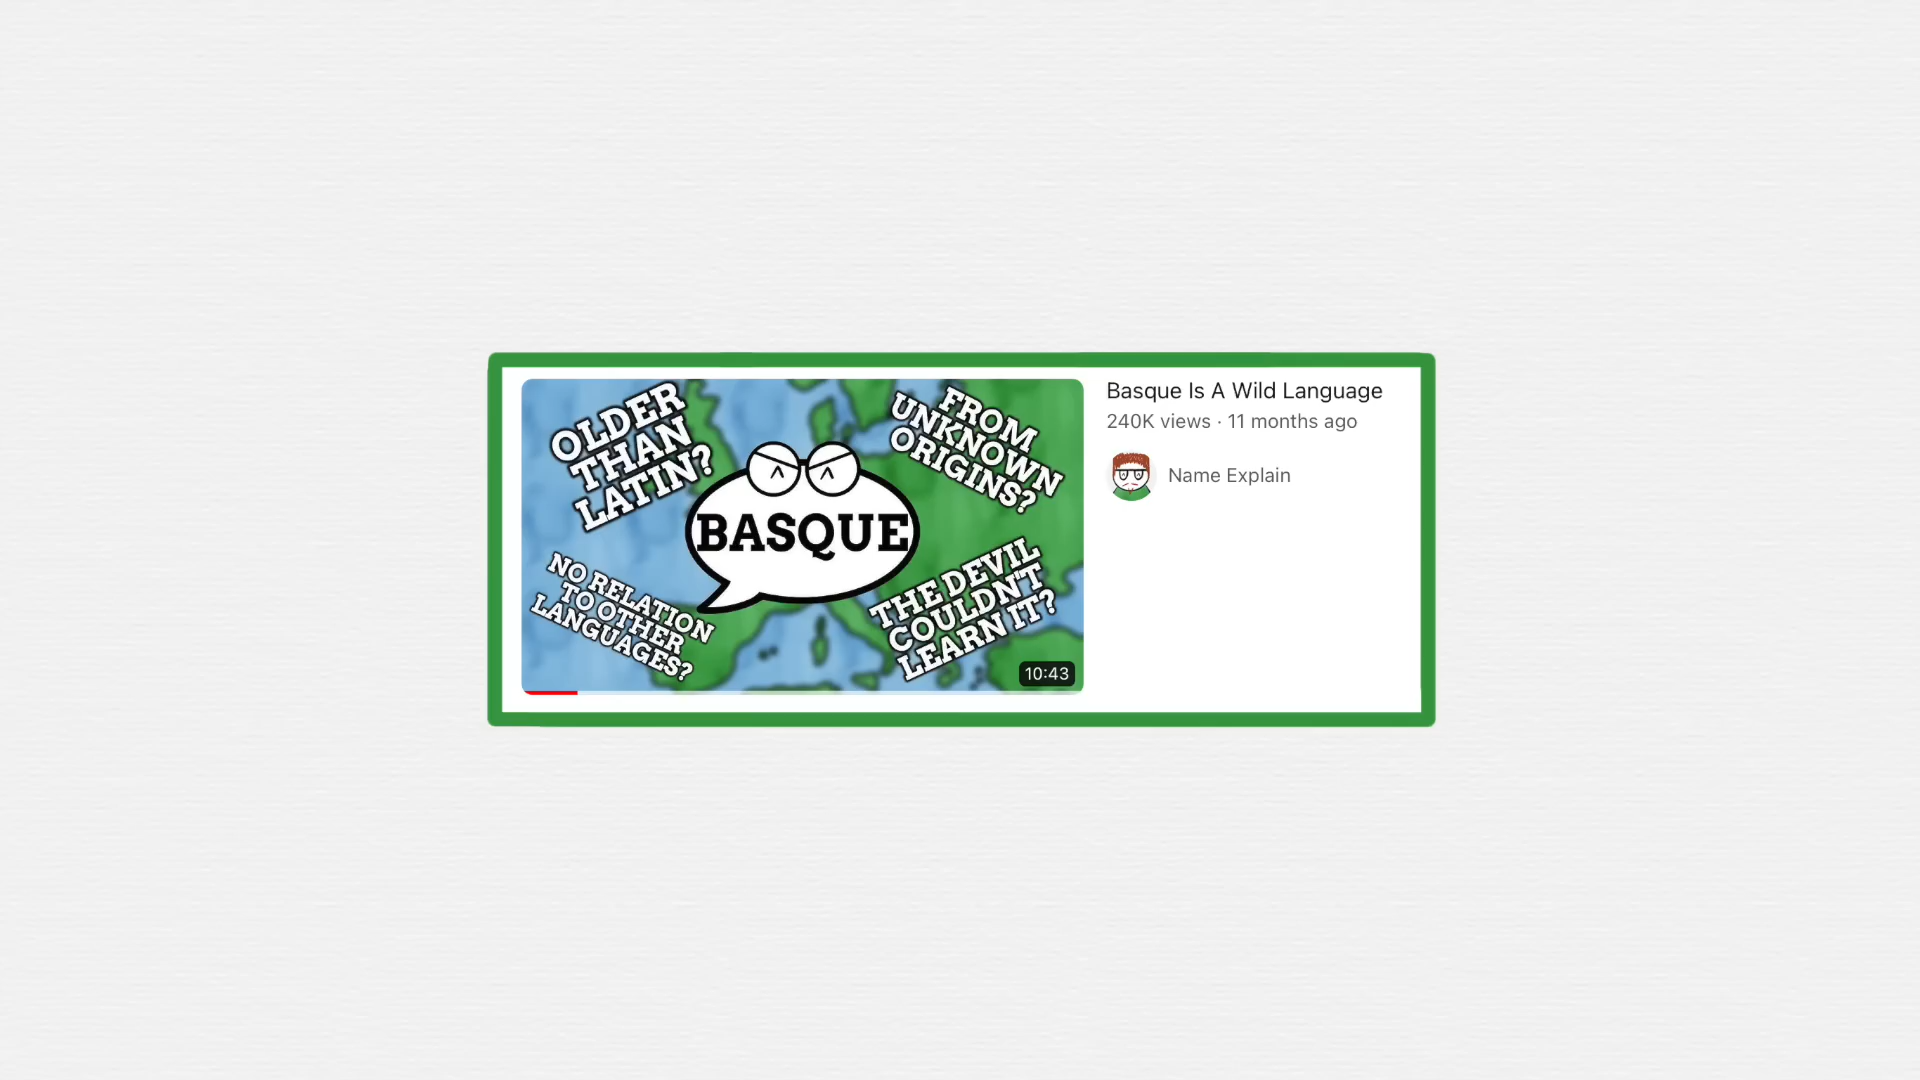 OLDER
THAN
LATIN?
FROM
UNKNOWN
ORIGINS?
BASQUE
NO RELATION
TO OTHER
LANGUAGES?
THE DEVIL
COULDN'T
LEARN IT?
10:43
Basque Is A Wild Language
240K views · 11 months ago
Name Explain